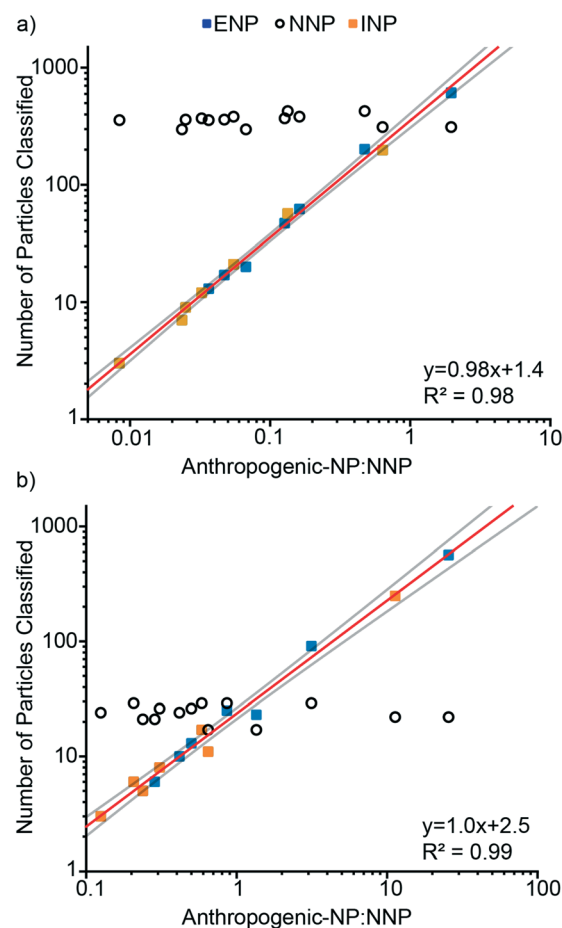 a)
ENP NNP INP
1000
100
10
1
Number of Particles Classified
0.01 0.1 1 10
Anthropogenic-NP:NNP
y=0.98x+1.4
R² = 0.98
b)
1000
100
10
1
Number of Particles Classified
0.1 1 10 100
Anthropogenic-NP:NNP
y=1.0x+2.5
R² = 0.99